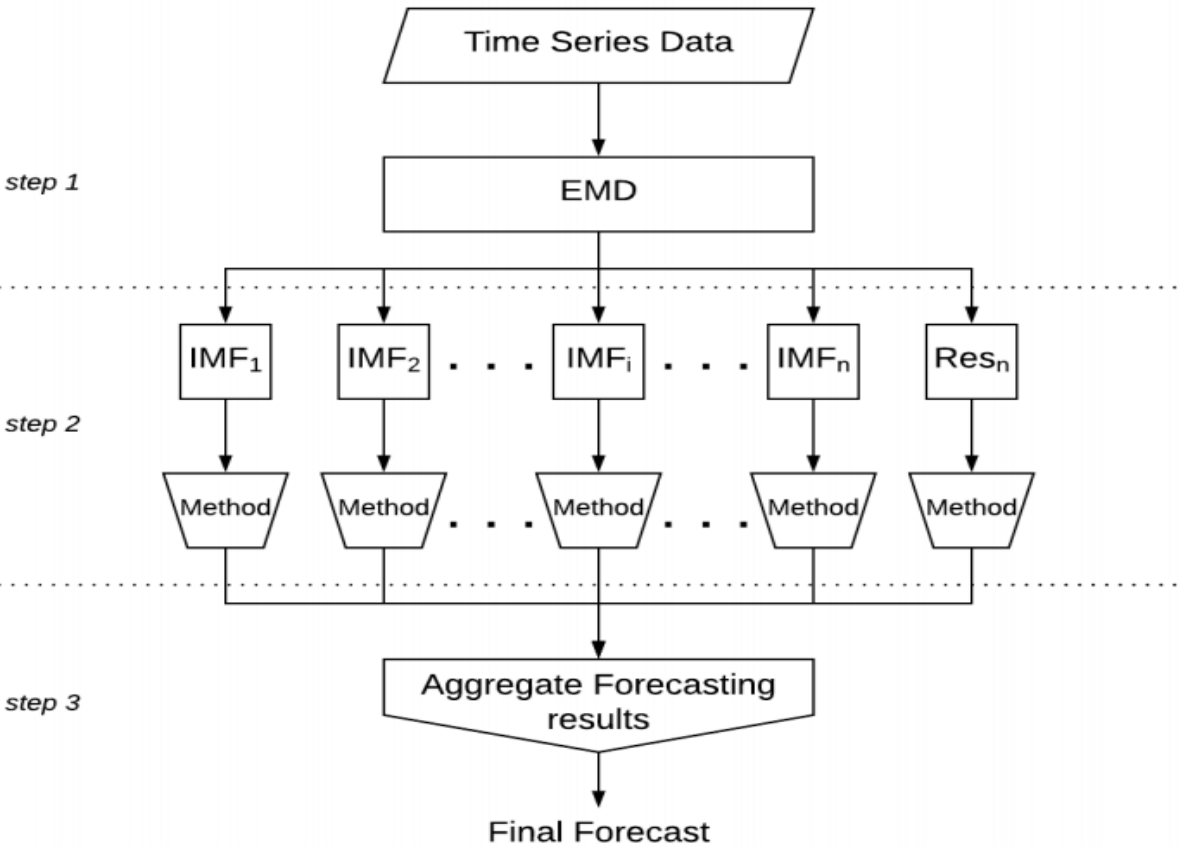 Time Series Data
step 1
EMD
IMF₁ IMF₂ . . . IMFᵢ . . . IMFₙ Resₙ
step 2
Method Method . . . Method . . . Method Method
step 3
Aggregate Forecasting
results
Final Forecast